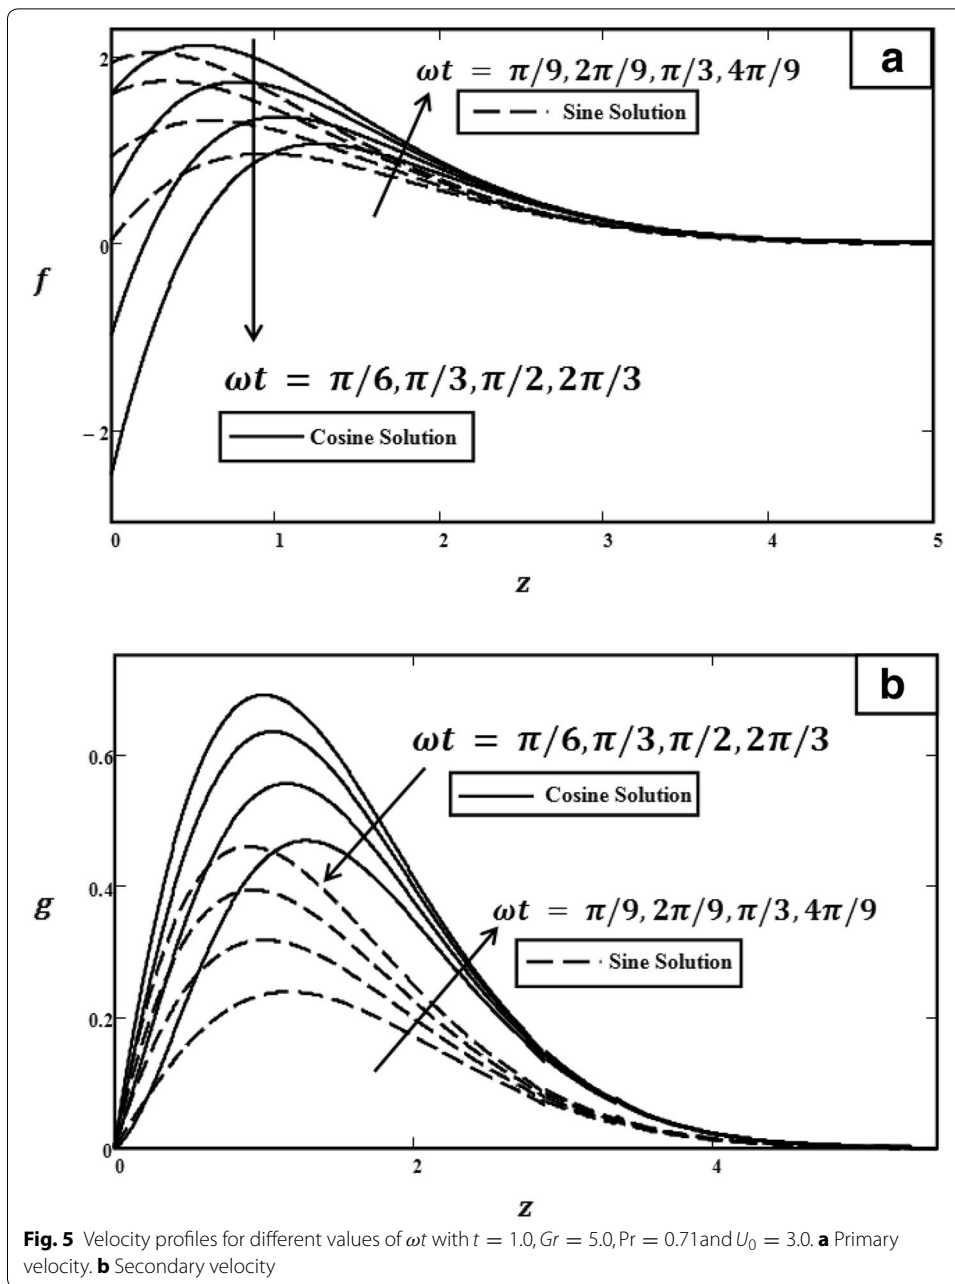 a
ωt = π/9, 2π/9, π/3, 4π/9
Sine Solution
2
0
f
ωt = π/6, π/3, π/2, 2π/3
Cosine Solution
−2
0 1 2 3 4 5
z
b
ωt = π/6, π/3, π/2, 2π/3
Cosine Solution
0.6
0.4
g
ωt = π/9, 2π/9, π/3, 4π/9
Sine Solution
0.2
0
0 2 4
z
Fig. 5 Velocity profiles for different values of ωt with t = 1.0, Gr = 5.0, Pr = 0.71and U₀ = 3.0. a Primary
velocity. b Secondary velocity